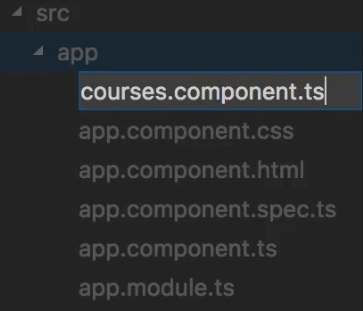 src
app
courses.component.ts
app.component.css
app.component.html
app.component.spec.ts
app.component.ts
app.module.ts